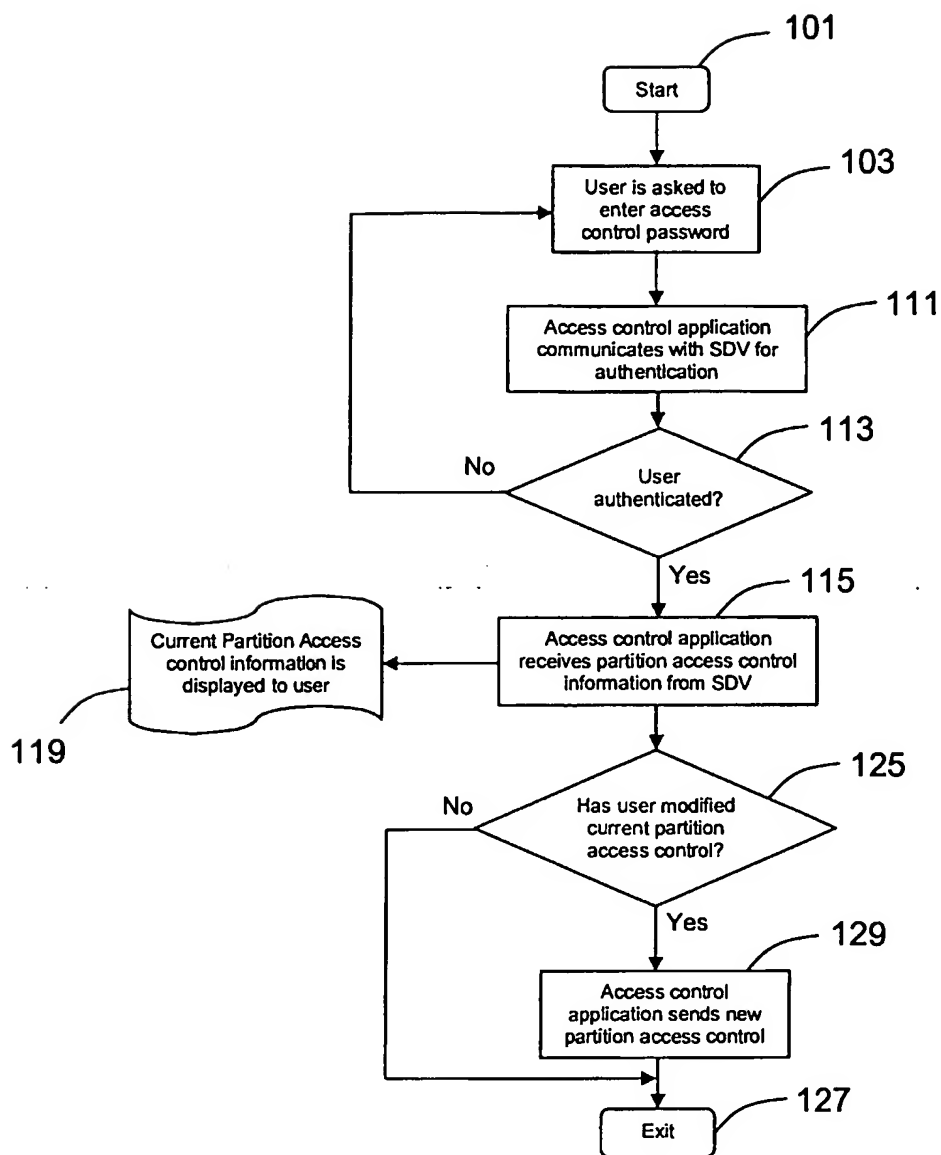 101
Start
103
User is asked to
enter access
control password
111
Access control application
communicates with SDV for
authentication
113
No
User
authenticated?
Yes
115
Access control application
receives partition access control
information from SDV
Current Partition Access
control information is
displayed to user
119
125
No
Has user modified
current partition
access control?
Yes
129
Access control
application sends new
partition access control
127
Exit